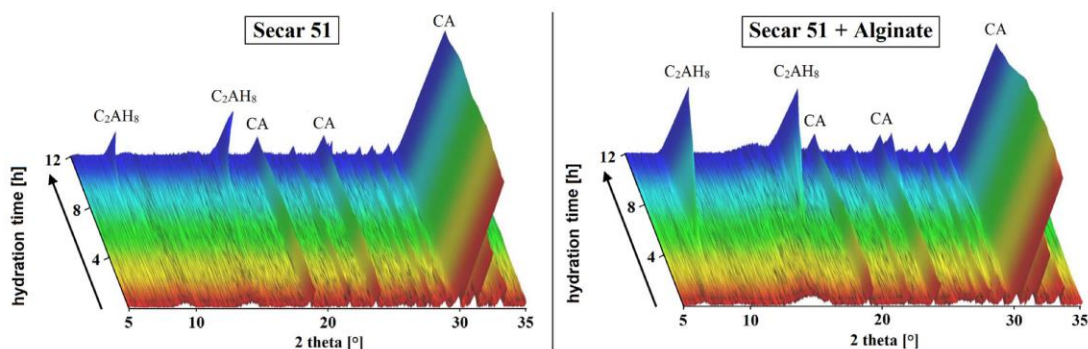 Secar 51
CA
C₂AH₈
C₂AH₈
CA
CA
12
8
4
hydration time [h]
5
10
20
30
35
2 theta [°]
Secar 51 + Alginate
CA
C₂AH₈
C₂AH₈
CA
CA
12
8
4
hydration time [h]
5
10
20
30
35
2 theta [°]